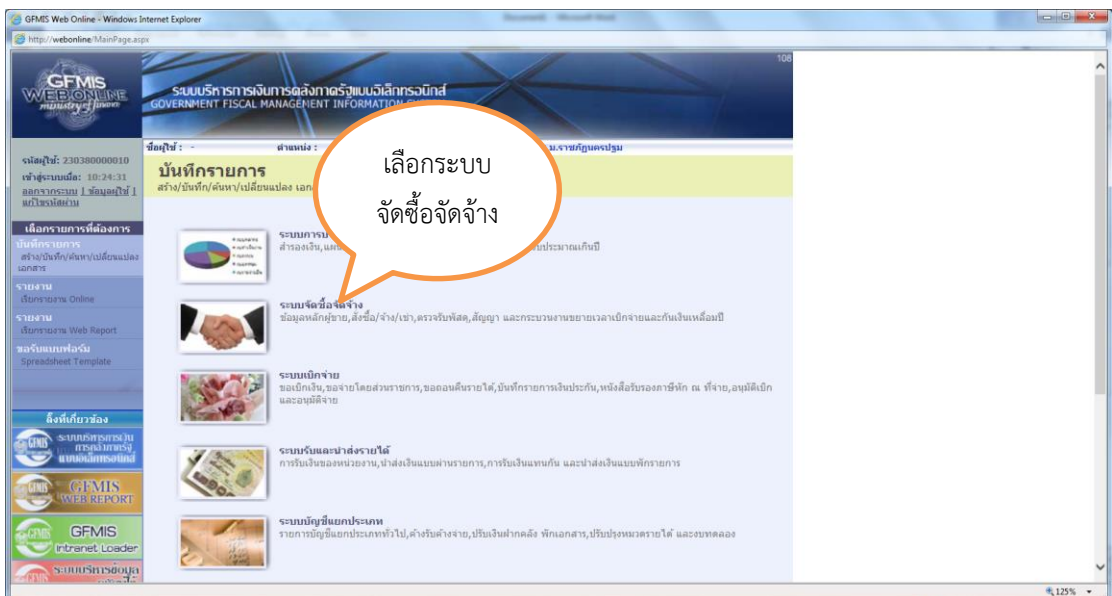 GFMIS Web Online - Windows Internet Explorer
http://webonline/MainPage.aspx
108
GFMIS
WEB ONLINE
ministry of finance
ระบบบริหารการเงินการคลังภาครัฐแบบอิเล็กทรอนิกส์
GOVERNMENT FISCAL MANAGEMENT INFORMATION
ชื่อผู้ใช้ : -
ตำแหน่ง :
ม.ราชภัฏนครปฐม
รหัสผู้ใช้: 230380000010
เข้าสู่ระบบเมื่อ: 10:24:31
ออกจากระบบ | ข้อมูลผู้ใช้ |
แก้ไขรหัสผ่าน
บันทึกรายการ
สร้าง/บันทึก/ค้นหา/เปลี่ยนแปลง
เลือกระบบ
จัดซื้อจัดจ้าง
เลือกรายการที่ต้องการ
บันทึกรายการ
สร้าง/บันทึก/ค้นหา/เปลี่ยนแปลง
เอกสาร
รายงาน
เรียกรายงาน Online
รายงาน
เรียกรายงาน Web Report
ขอรับแบบฟอร์ม
Spreadsheet Template
สำรองเงิน,
ระบบจัดซื้อจัดจ้าง
ข้อมูลหลักผู้ขาย,สั่งซื้อ/จ้าง/เช่า,ตรวจรับพัสดุ,สัญญา และกระบวนงานขยายเวลาเบิกจ่ายและกันเงินเหลื่อมปี
ระบบเบิกจ่าย
ขอเบิกเงิน,ขอจ่ายโดยส่วนราชการ,ขอถอนคืนรายได้,บันทึกรายการเงินประกัน,หนังสือรับรองภาษีหัก ณ ที่จ่าย,อนุมัติเบิก
และอนุมัติจ่าย
ระบบรับและนำส่งรายได้
การรับเงินของหน่วยงาน,นำส่งเงินแบบผ่านรายการ,การรับเงินแทนกัน และนำส่งเงินแบบพักรายการ
ระบบบัญชีแยกประเภท
รายการบัญชีแยกประเภททั่วไป,ค้างรับค้างจ่าย,ปรับเงินฝากคลัง พักเอกสาร,ปรับปรุงหมวดรายได้ และงบทดลอง
ลิ้งที่เกี่ยวข้อง
ระบบบริหารการเงิน
การคลังภาครัฐ
แบบอิเล็กทรอนิกส์
GFMIS
WEB REPORT
GFMIS
Intranet Loader
ระบบบริหารข้อมูล
125%